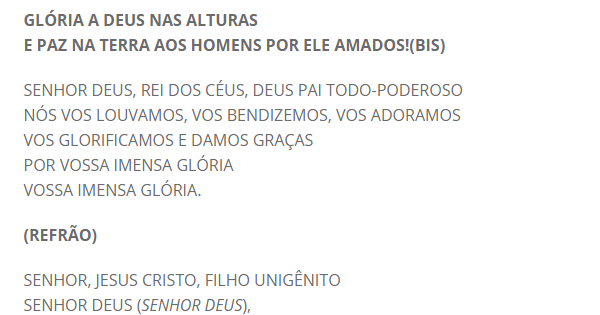 GLÓRIA A DEUS NAS ALTURAS
E PAZ NA TERRA AOS HOMENS POR ELE AMADOS!(BIS)
SENHOR DEUS, REI DOS CÉUS, DEUS PAI TODO-PODEROSO
NÓS VOS LOUVAMOS, VOS BENDIZEMOS, VOS ADORAMOS
VOS GLORIFICAMOS E DAMOS GRAÇAS
POR VOSSA IMENSA GLÓRIA
VOSSA IMENSA GLÓRIA.
(REFRÃO)
SENHOR, JESUS CRISTO, FILHO UNIGÊNITO
SENHOR DEUS (SENHOR DEUS),